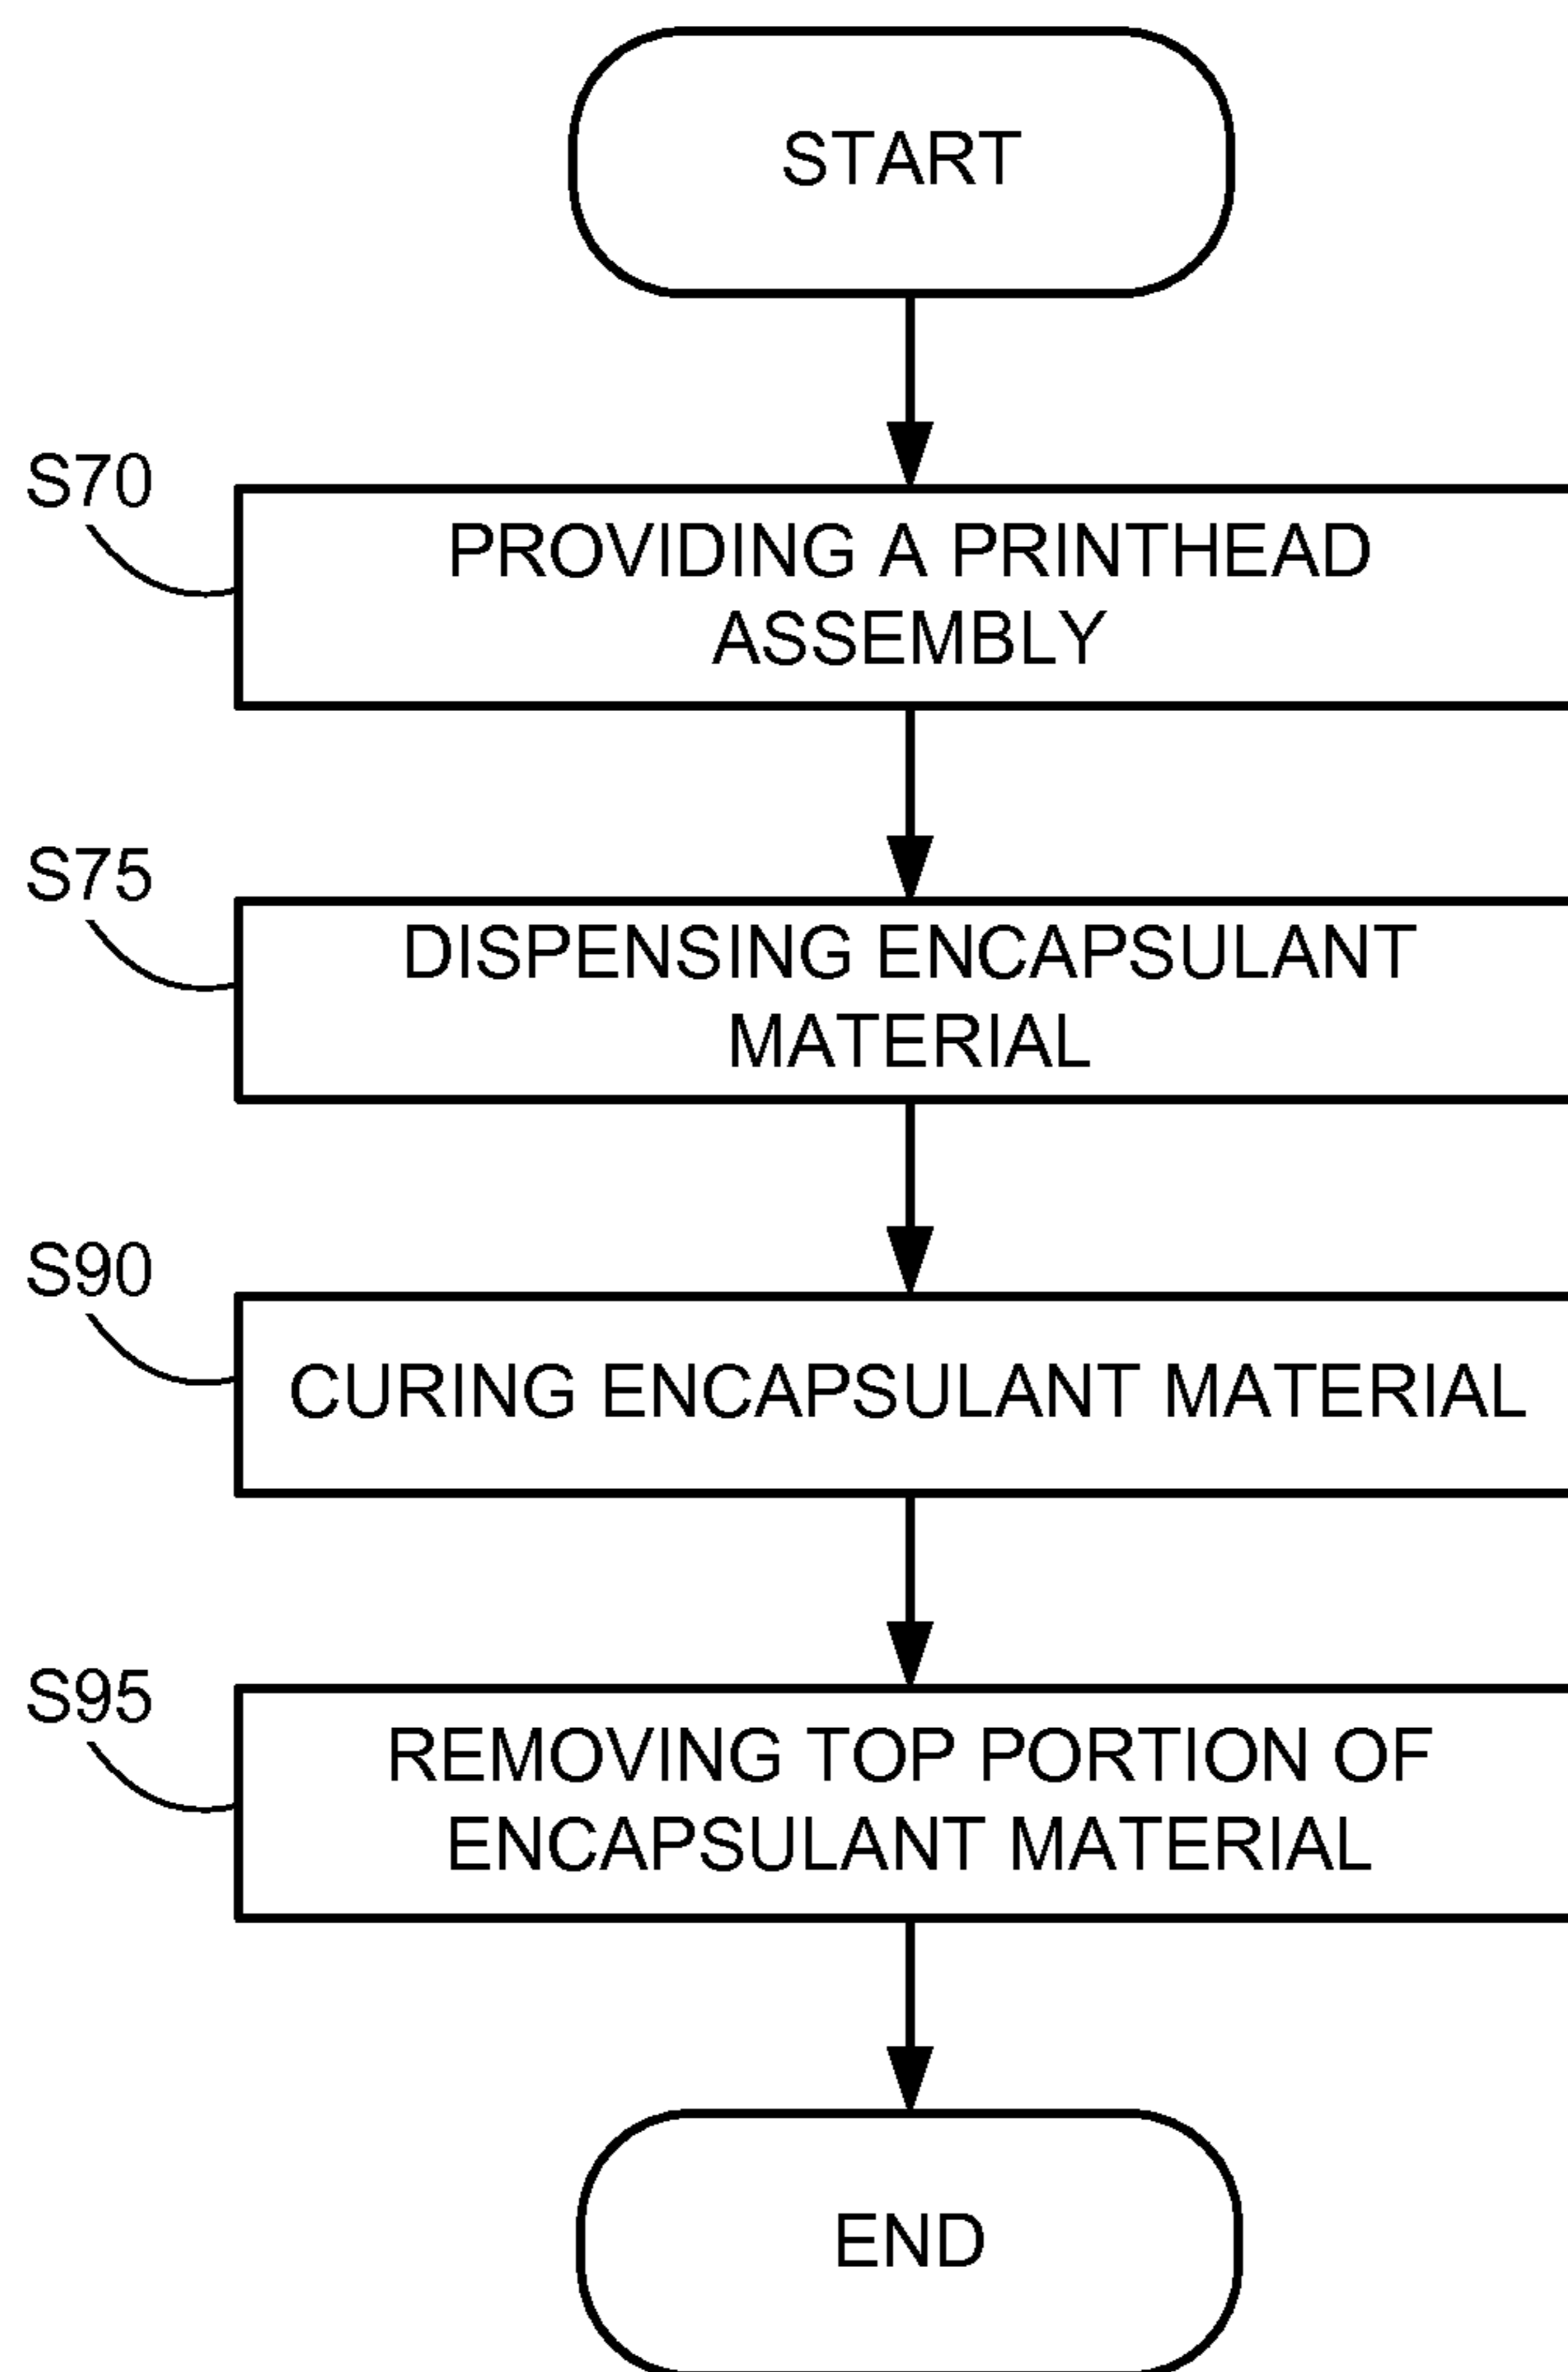 START
S70
PROVIDING A PRINTHEAD
ASSEMBLY
S75
DISPENSING ENCAPSULANT
MATERIAL
S90
CURING ENCAPSULANT MATERIAL
S95
REMOVING TOP PORTION OF
ENCAPSULANT MATERIAL
END